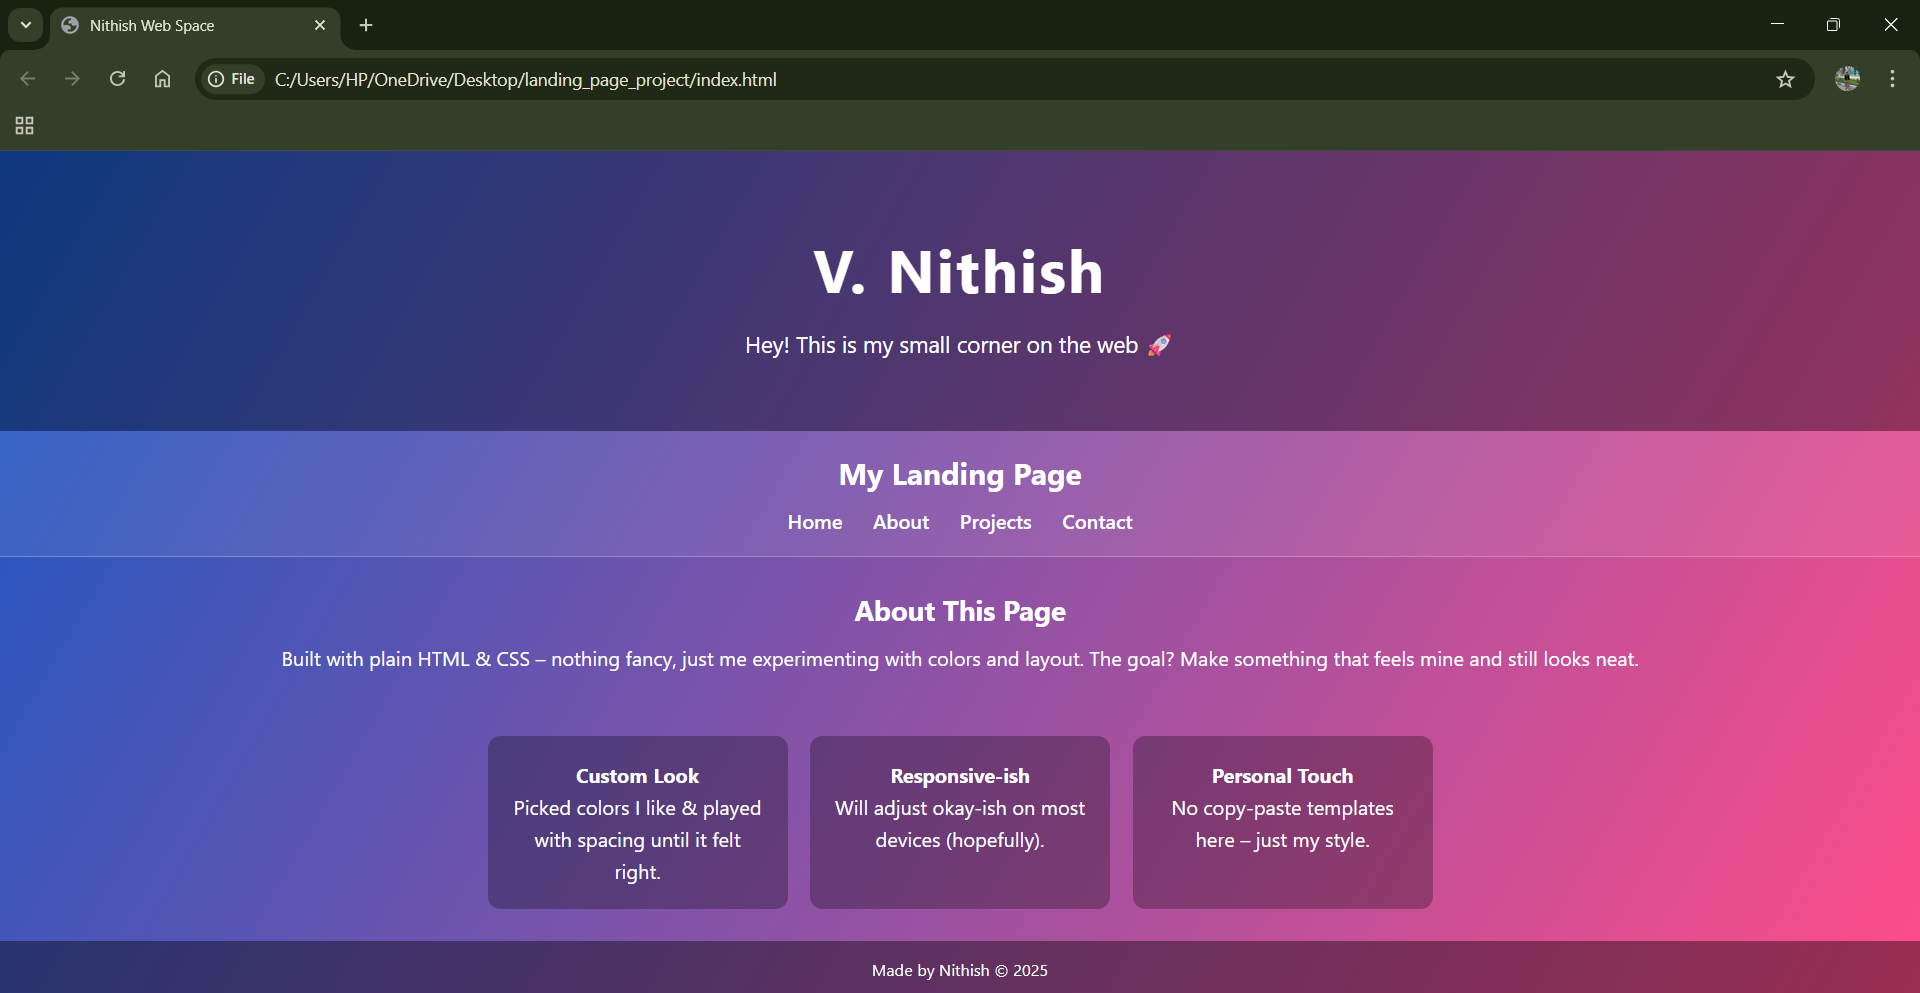 Nithish Web Space
File
C:/Users/HP/OneDrive/Desktop/landing_page_project/index.html
V. Nithish
Hey! This is my small corner on the web 🚀
My Landing Page
Home About Projects Contact
About This Page
Built with plain HTML & CSS – nothing fancy, just me experimenting with colors and layout. The goal? Make something that feels mine and still looks neat.
Custom Look
Picked colors I like & played
with spacing until it felt
right.
Responsive-ish
Will adjust okay-ish on most
devices (hopefully).
Personal Touch
No copy-paste templates
here – just my style.
Made by Nithish © 2025